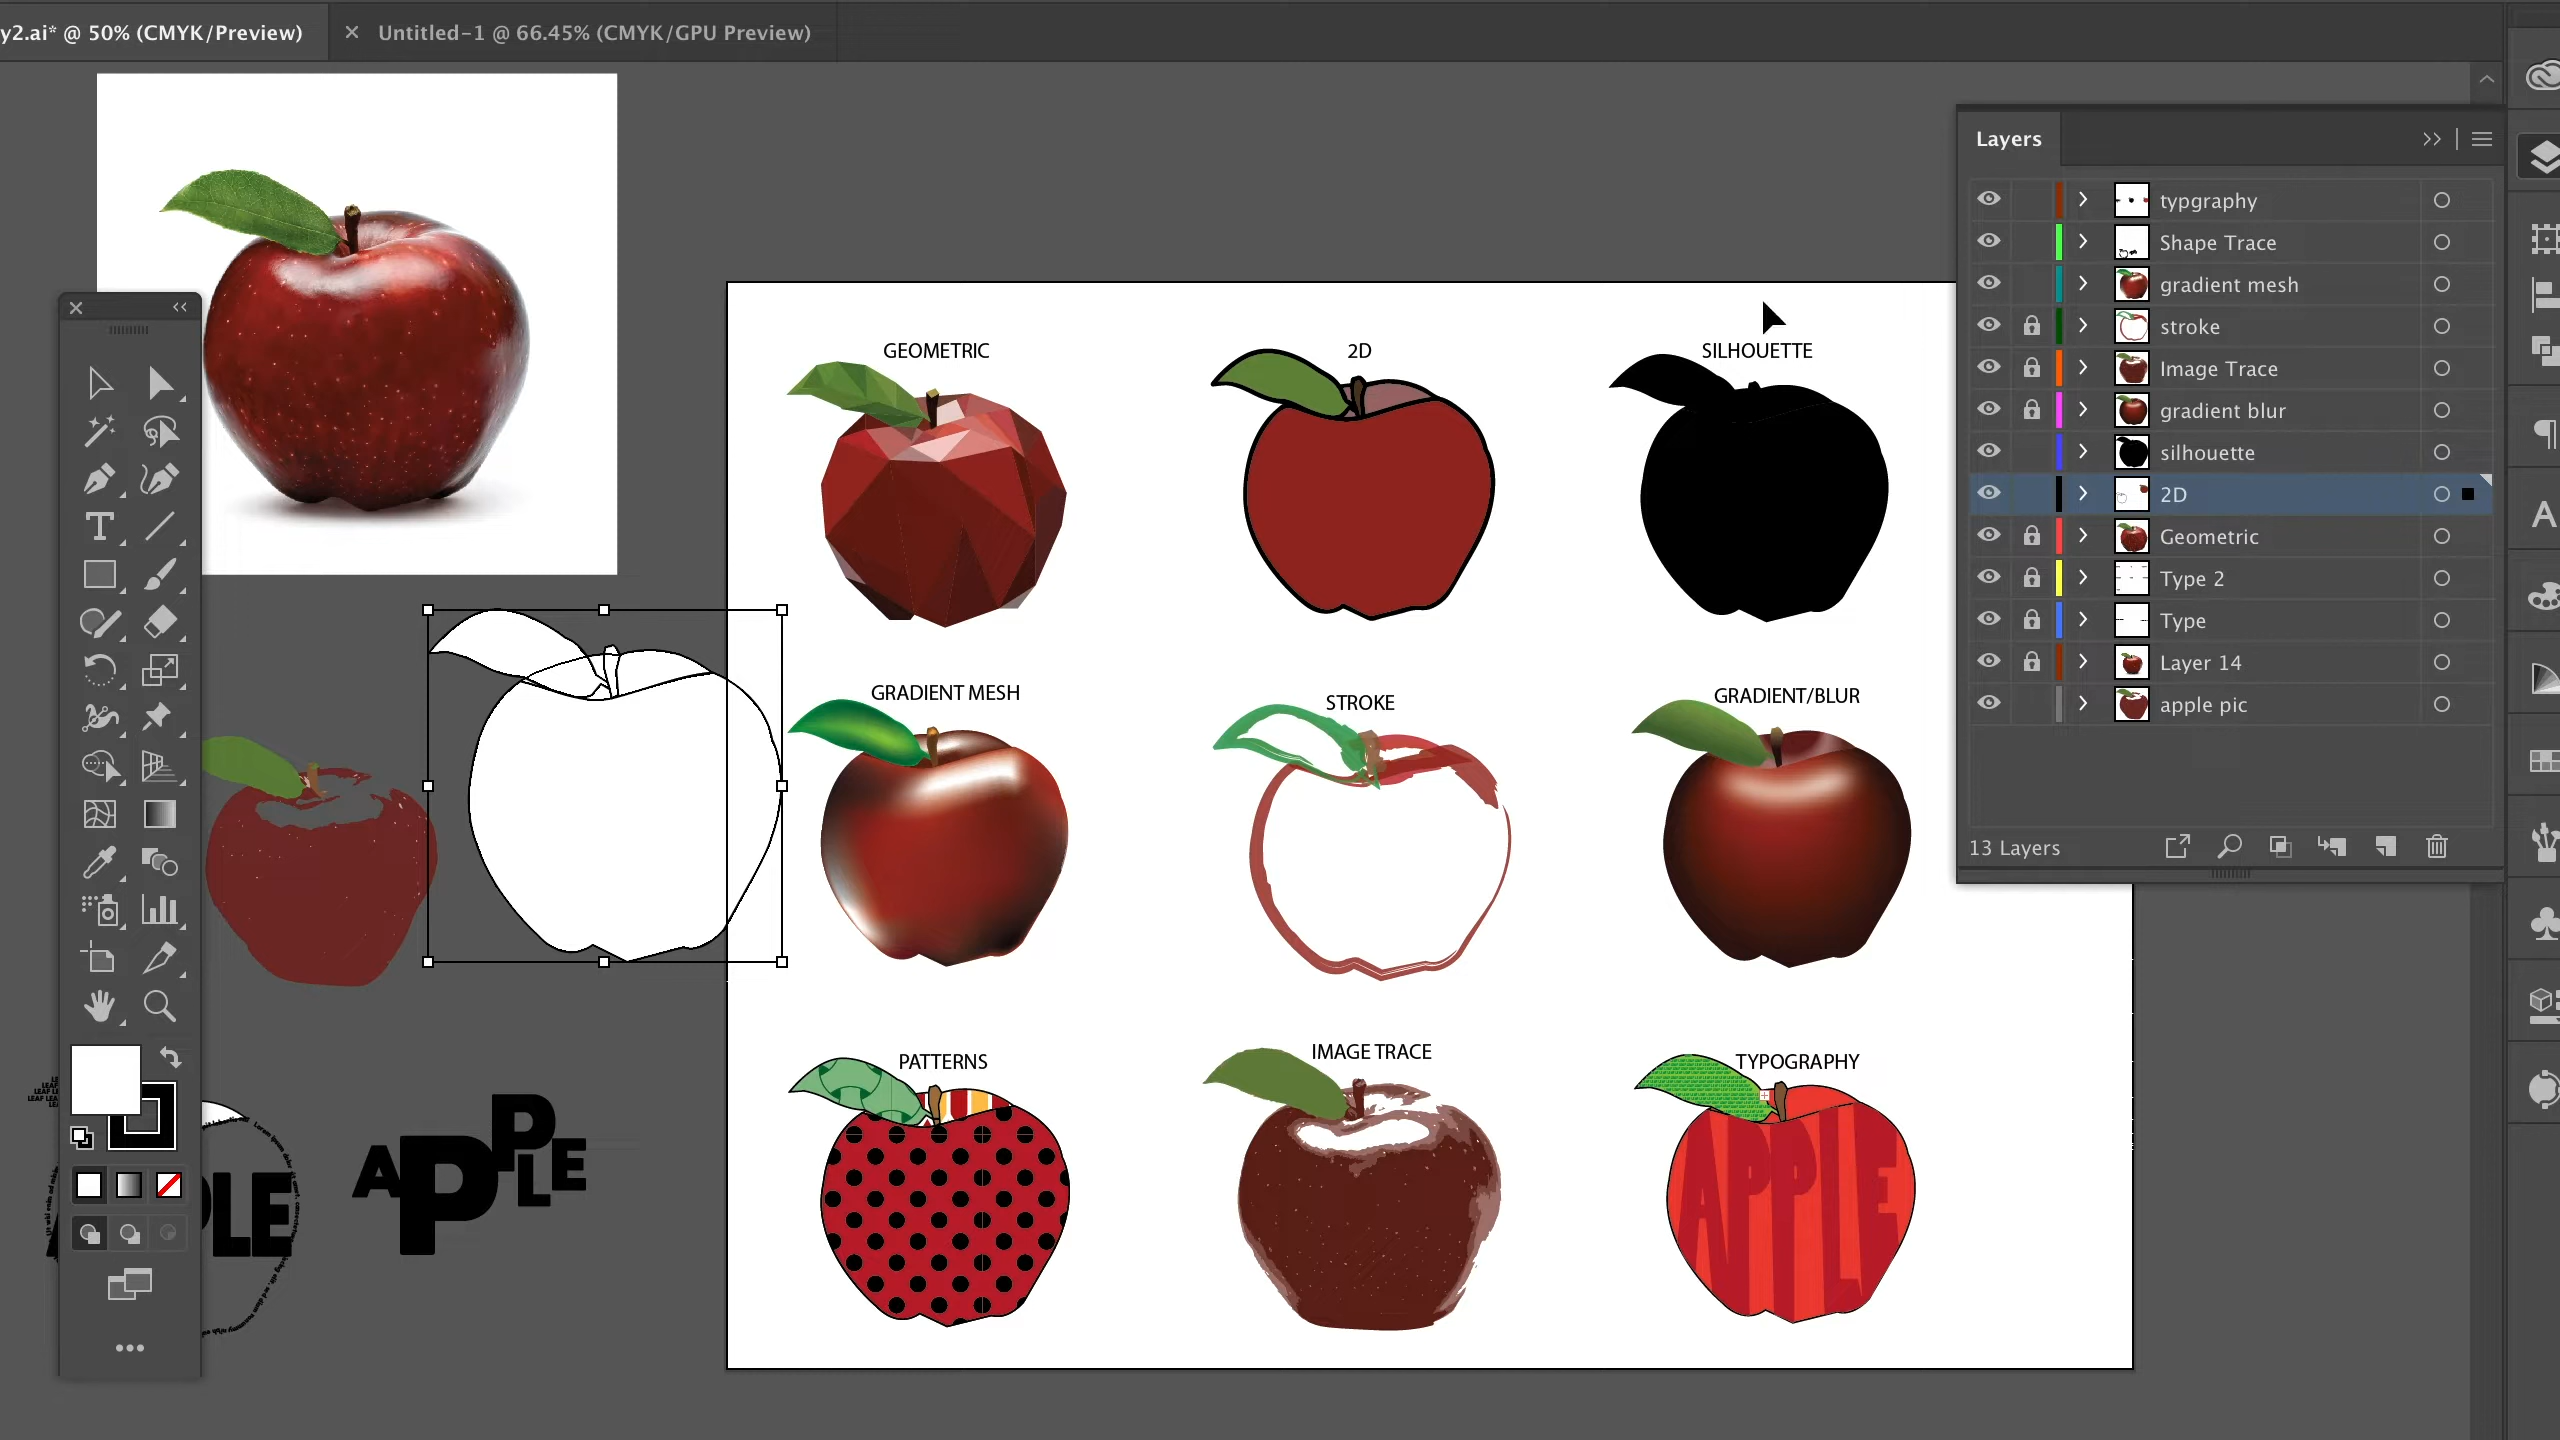 y2.ai* @ 50% (CMYK/Preview)
× Untitled-1 @ 66.45% (CMYK/GPU Preview)
Layers
typgraphy
Shape Trace
gradient mesh
stroke
Image Trace
gradient blur
silhouette
2D
Geometric
Type 2
Type
Layer 14
apple pic
13 Layers
GEOMETRIC
2D
SILHOUETTE
GRADIENT MESH
STROKE
GRADIENT/BLUR
PATTERNS
IMAGE TRACE
TYPOGRAPHY
APPLE
APPLE
PLE